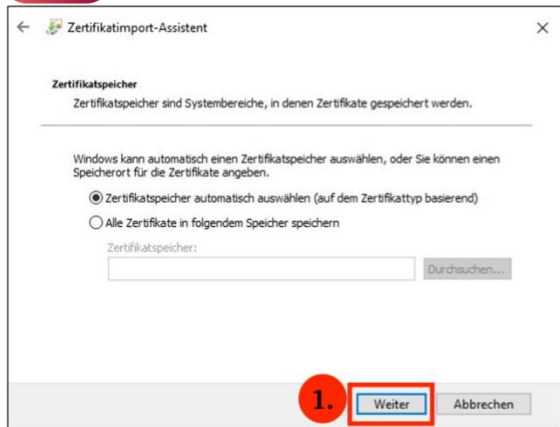 Zertifikatimport-Assistent
Zertifikatspeicher
Zertifikatspeicher sind Systembereiche, in denen Zertifikate gespeichert werden.
Windows kann automatisch einen Zertifikatspeicher auswählen, oder Sie können einen
Speicherort für die Zertifikate angeben.
Zertifikatspeicher automatisch auswählen (auf dem Zertifikattyp basierend)
Alle Zertifikate in folgendem Speicher speichern
Zertifikatspeicher:
Durchsuchen...
1.
Weiter
Abbrechen